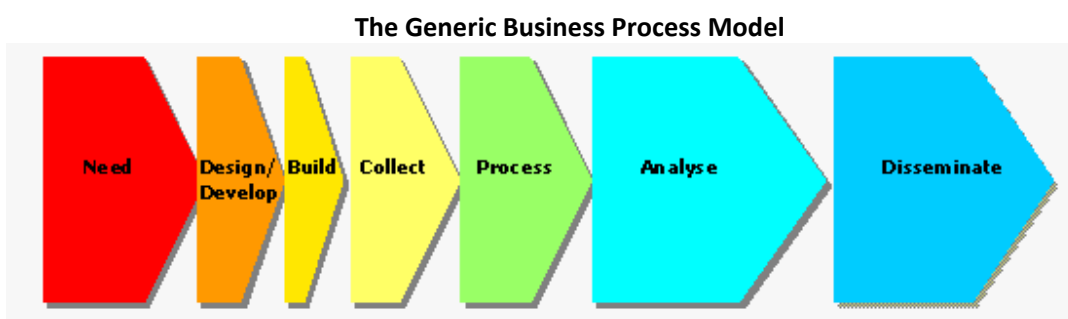 The Generic Business Process Model
Need
Design/
Develop
Build
Collect
Process
Analyse
Disseminate